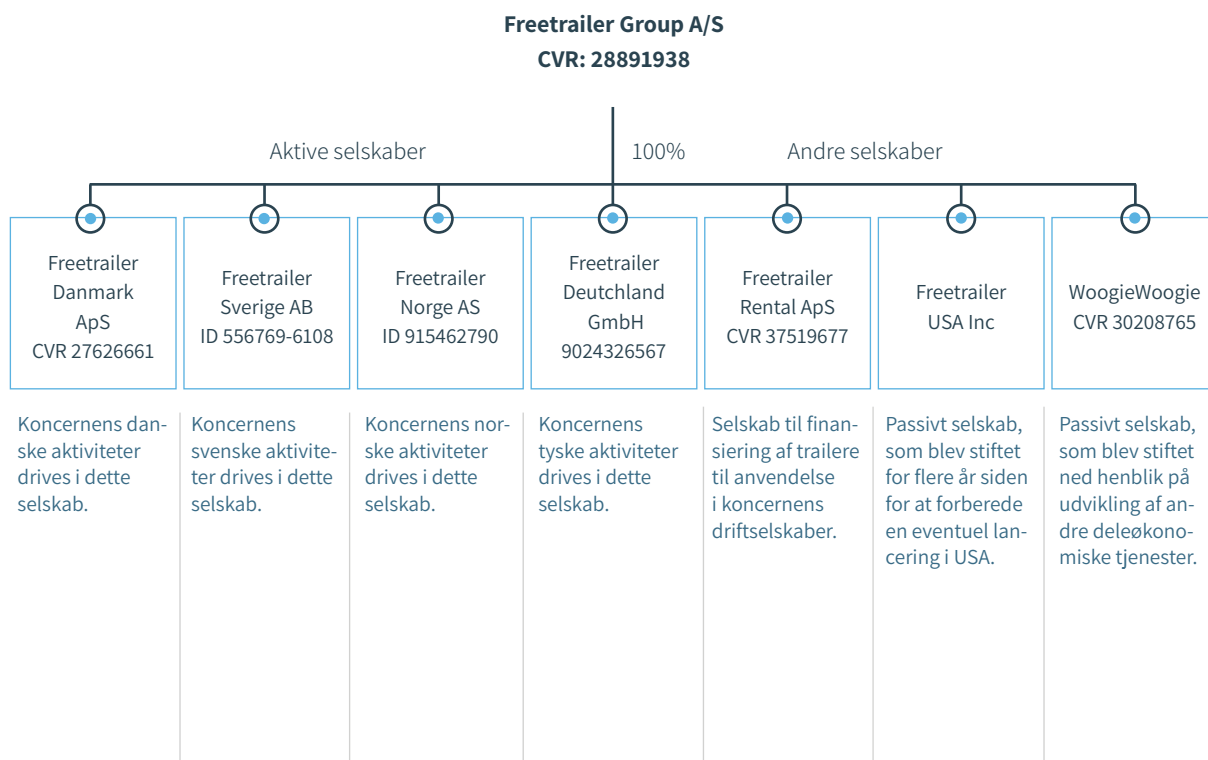 Freetrailer Group A/S
CVR: 28891938
Aktive selskaber
100%
Andre selskaber
Freetrailer
Danmark
ApS
CVR 27626661
Freetrailer
Sverige AB
ID 556769-6108
Freetrailer
Norge AS
ID 915462790
Freetrailer
Deutchland
GmbH
9024326567
Freetrailer
Rental ApS
CVR 37519677
Freetrailer
USA Inc
WoogieWoogie
CVR 30208765
Koncernens dan-
ske aktiviteter
drives i dette
selskab.
Koncernens
svenske aktivite-
ter drives i dette
selskab.
Koncernens nor-
ske aktiviteter
drives i dette
selskab.
Koncernens
tyske aktiviteter
drives i dette
selskab.
Selskab til finan-
siering af trailere
til anvendelse
i koncernens
driftselskaber.
Passivt selskab,
som blev stiftet
for flere år siden
for at forberede
en eventuel lan-
cering i USA.
Passivt selskab,
som blev stiftet
ned henblik på
udvikling af an-
dre deleøkono-
miske tjenester.